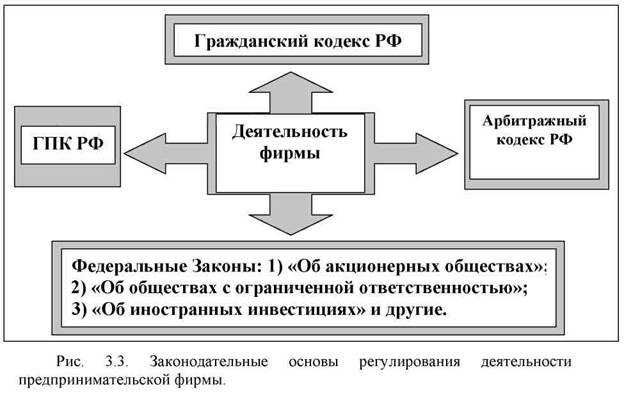 Гражданский кодекс РФ
ГПК РФ
Деятельность
фирмы
Арбитражный
кодекс РФ
Федеральные Законы: 1) «Об акционерных обществах»;
2) «Об обществах с ограниченной ответственностью»;
3) «Об иностранных инвестициях» и другие.
Рис. 3.3. Законодательные основы регулирования деятельности
предпринимательской фирмы.